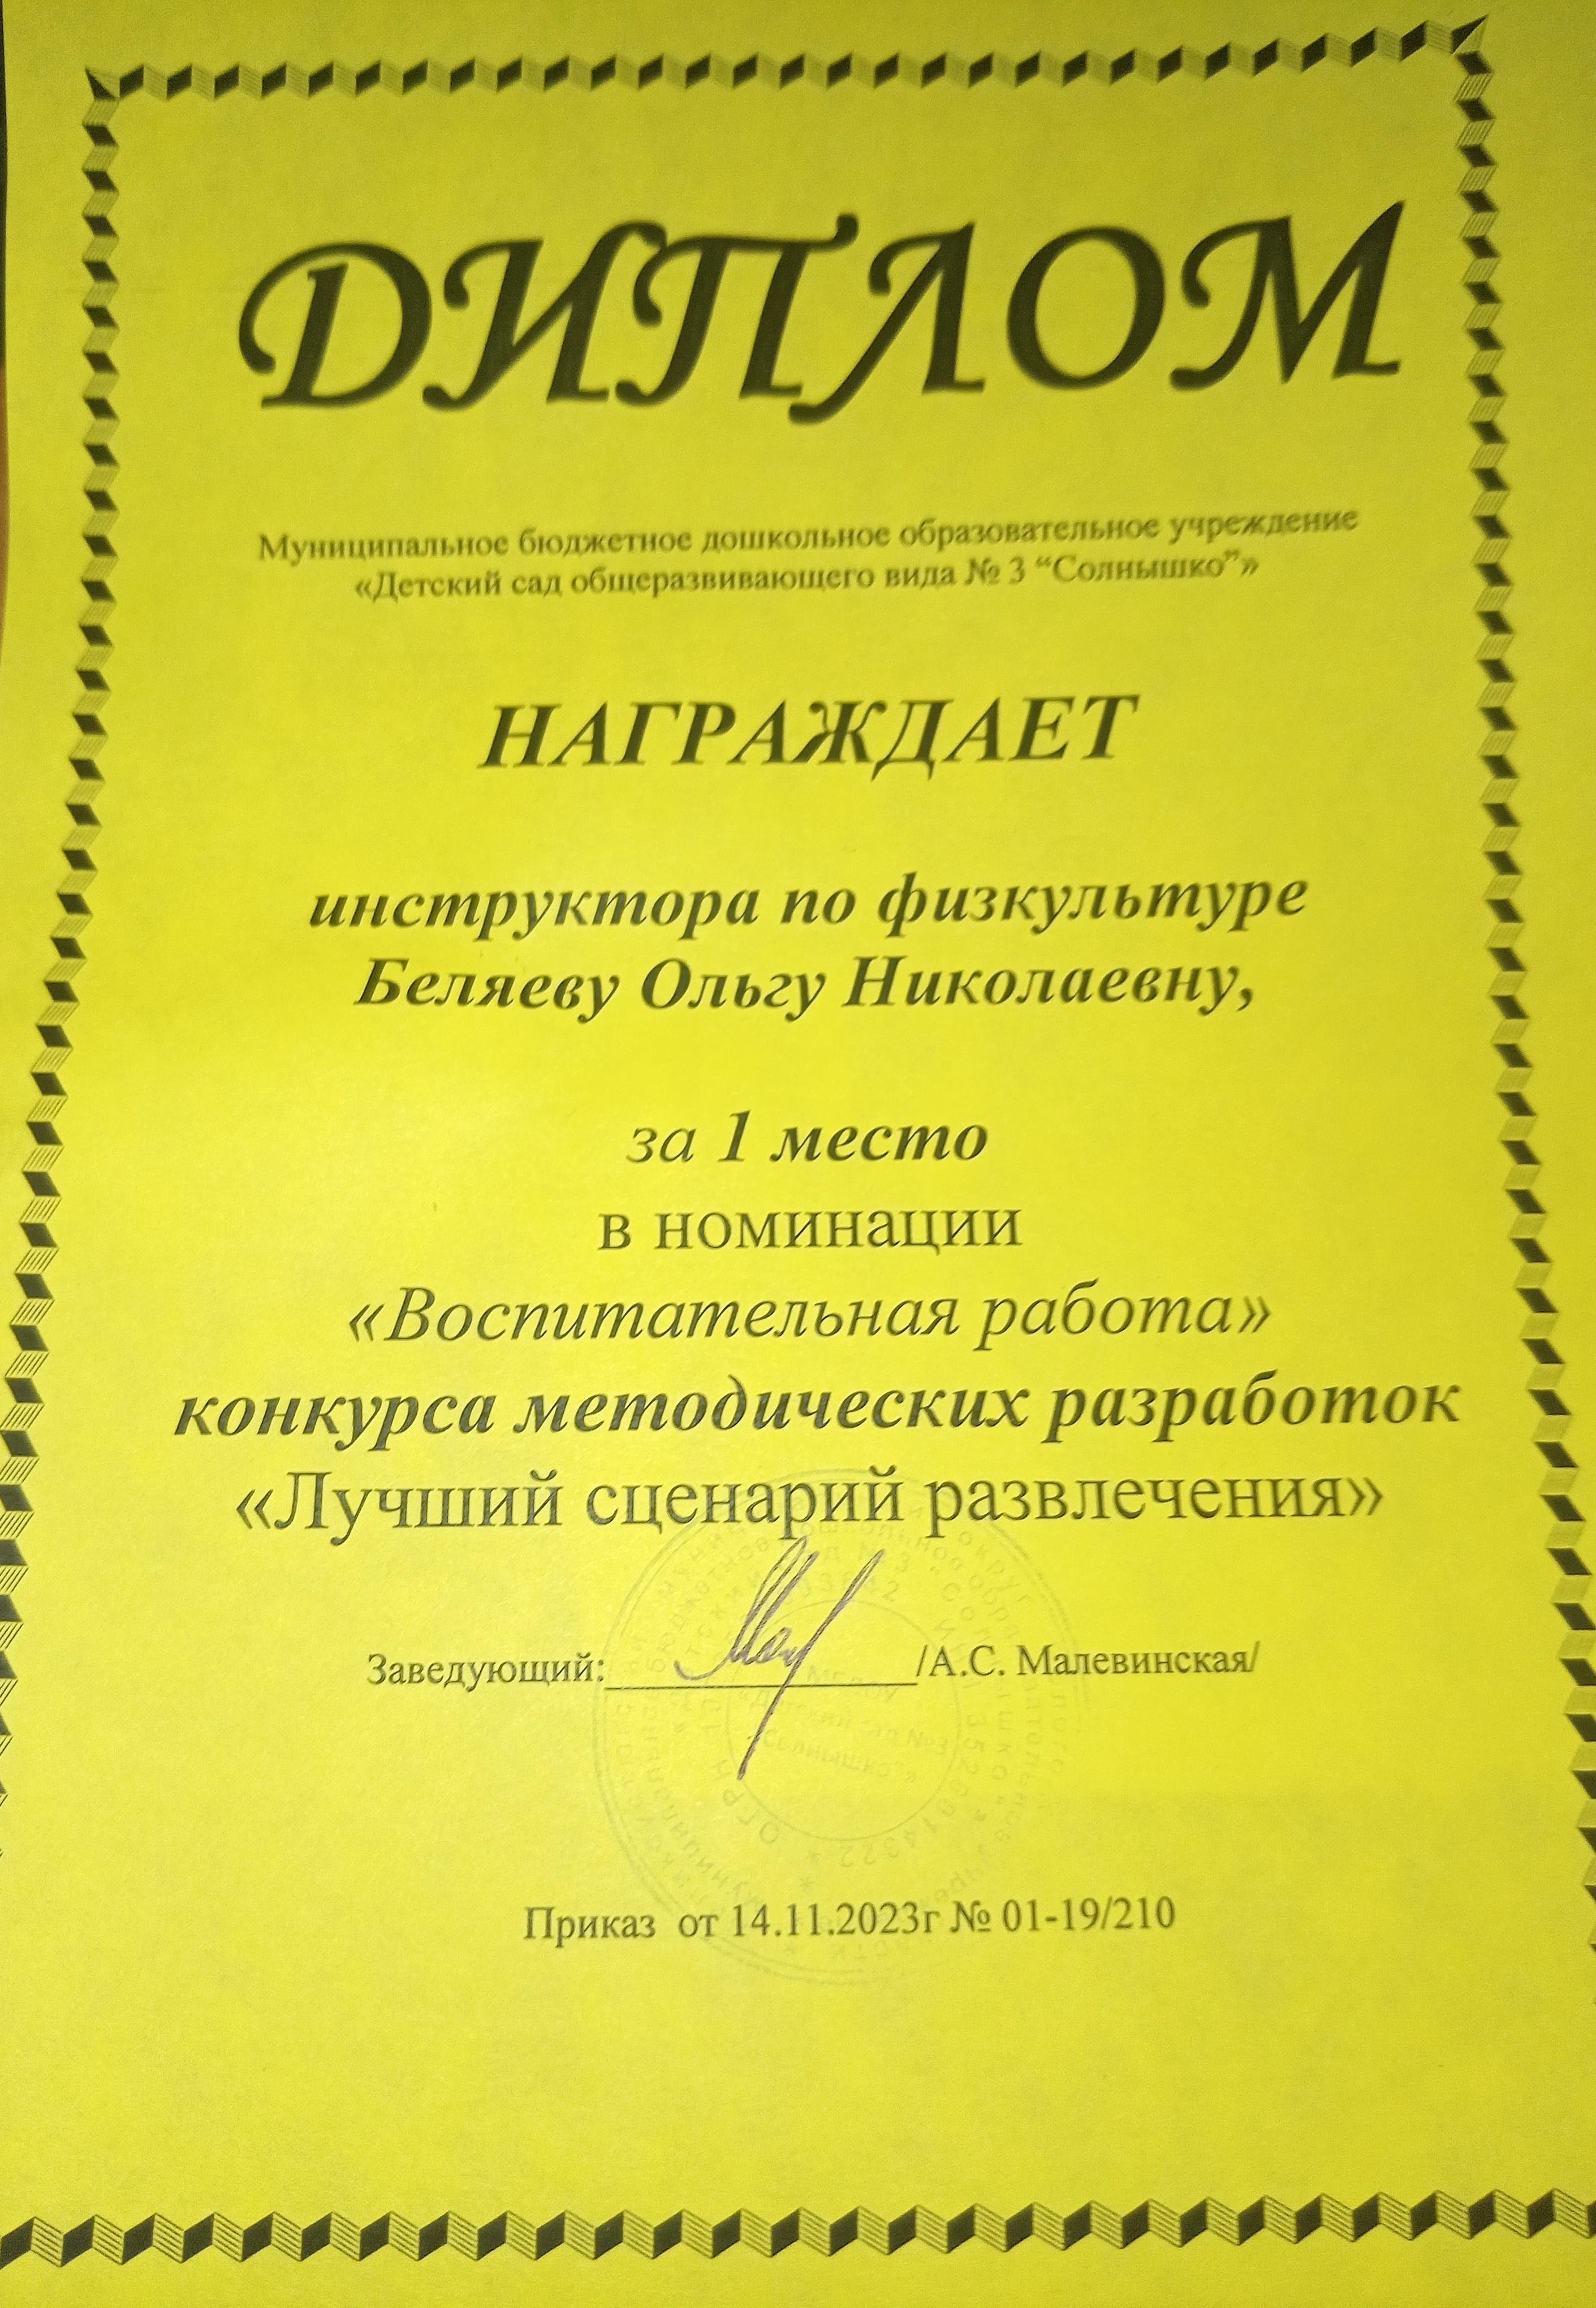 ДИПЛОМ
Муниципальное бюджетное дошкольное образовательное учреждение
«Детский сад общеразвивающего вида № 3 “Солнышко”»
НАГРАЖДАЕТ
инструктора по физкультуре
Беляеву Ольгу Николаевну,
за 1 место
в номинации
«Воспитательная работа»
конкурса методических разработок
«Лучший сценарий развлечения»
Заведующий:_______________/А.С. Малевинская/
Приказ от 14.11.2023г № 01-19/210